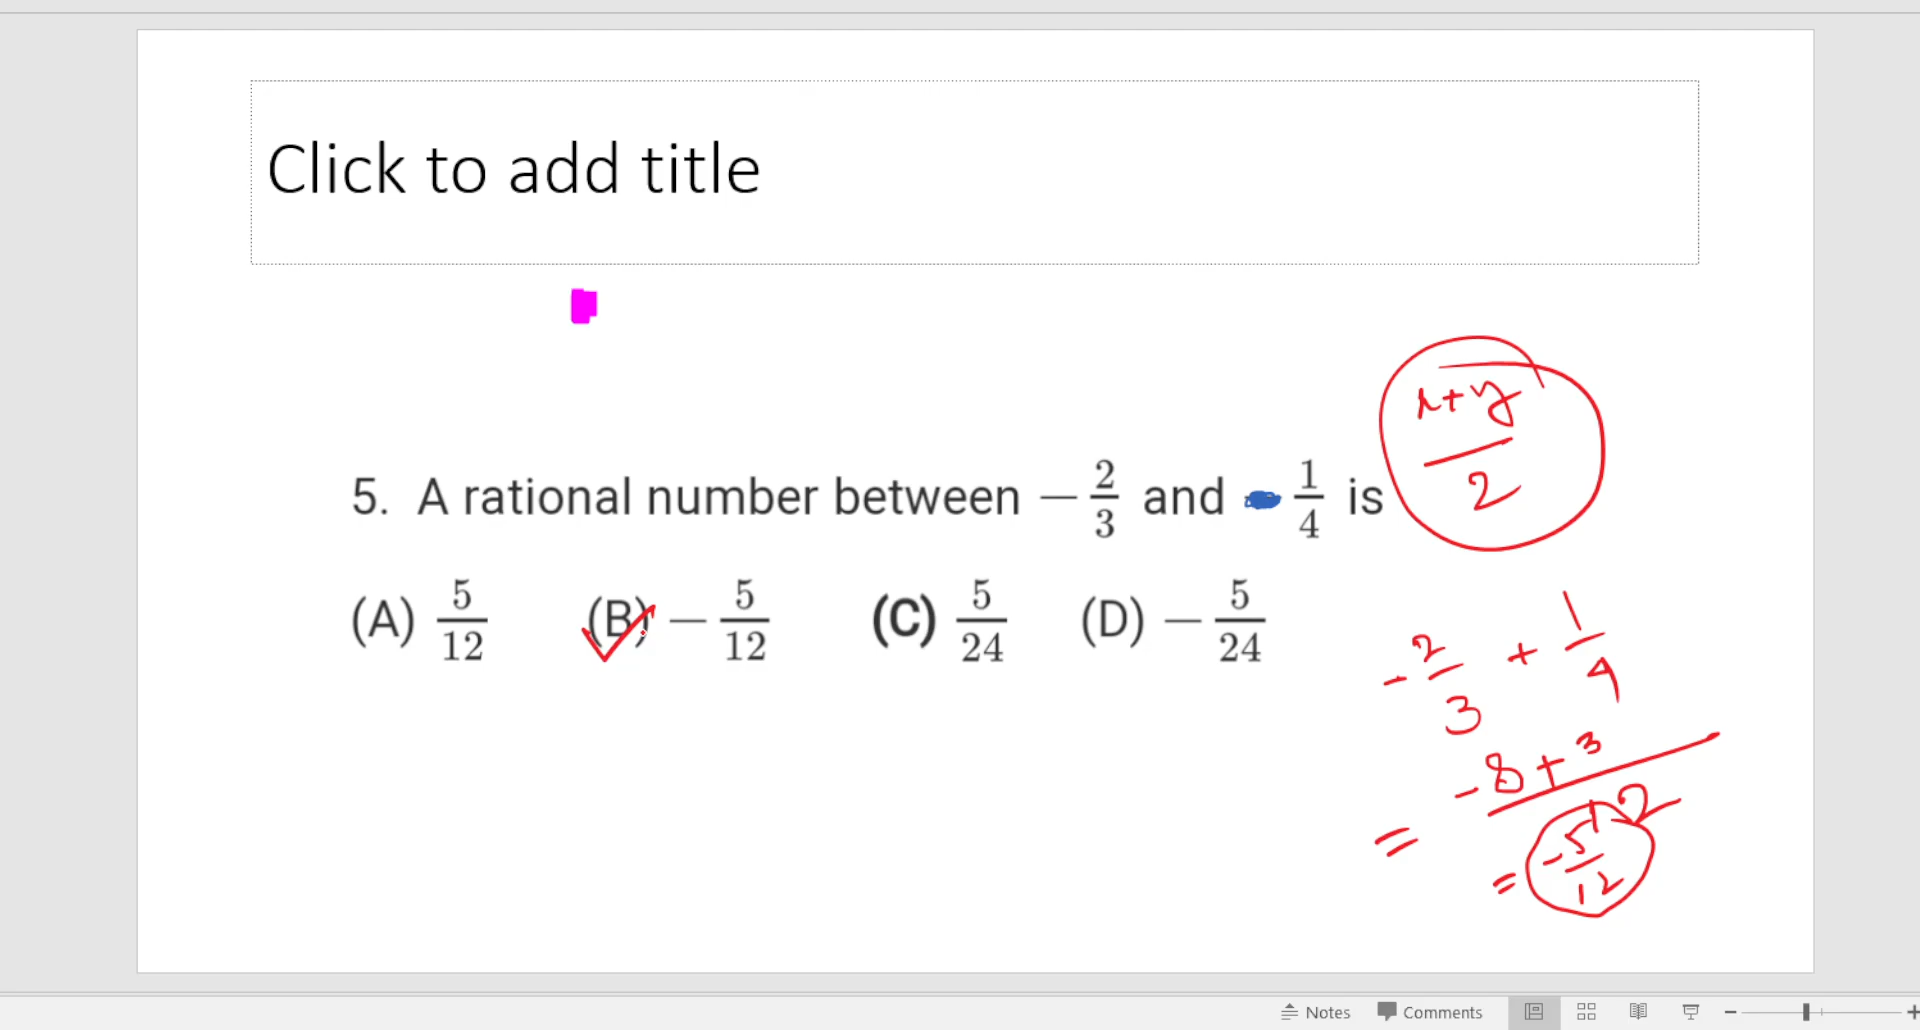 Click to add title
x+y
/2
5. A rational number between −2/3 and 1/4 is
(A) 5/12 (B) −5/12 (C) 5/24 (D) −5/24
-2/3 + 1/4
= -8+3/12
= -5/12
Notes Comments